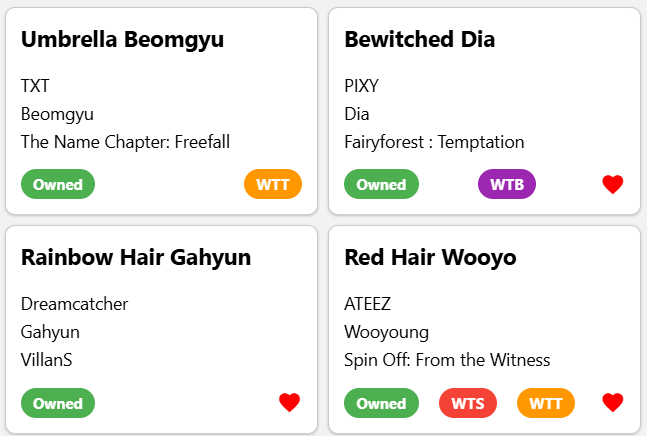 Umbrella Beomgyu
TXT
Beomgyu
The Name Chapter: Freefall
Owned WTT
Bewitched Dia
PIXY
Dia
Fairyforest : Temptation
Owned WTB
Rainbow Hair Gahyun
Dreamcatcher
Gahyun
VillanS
Owned
Red Hair Wooyo
ATEEZ
Wooyoung
Spin Off: From the Witness
Owned WTS WTT